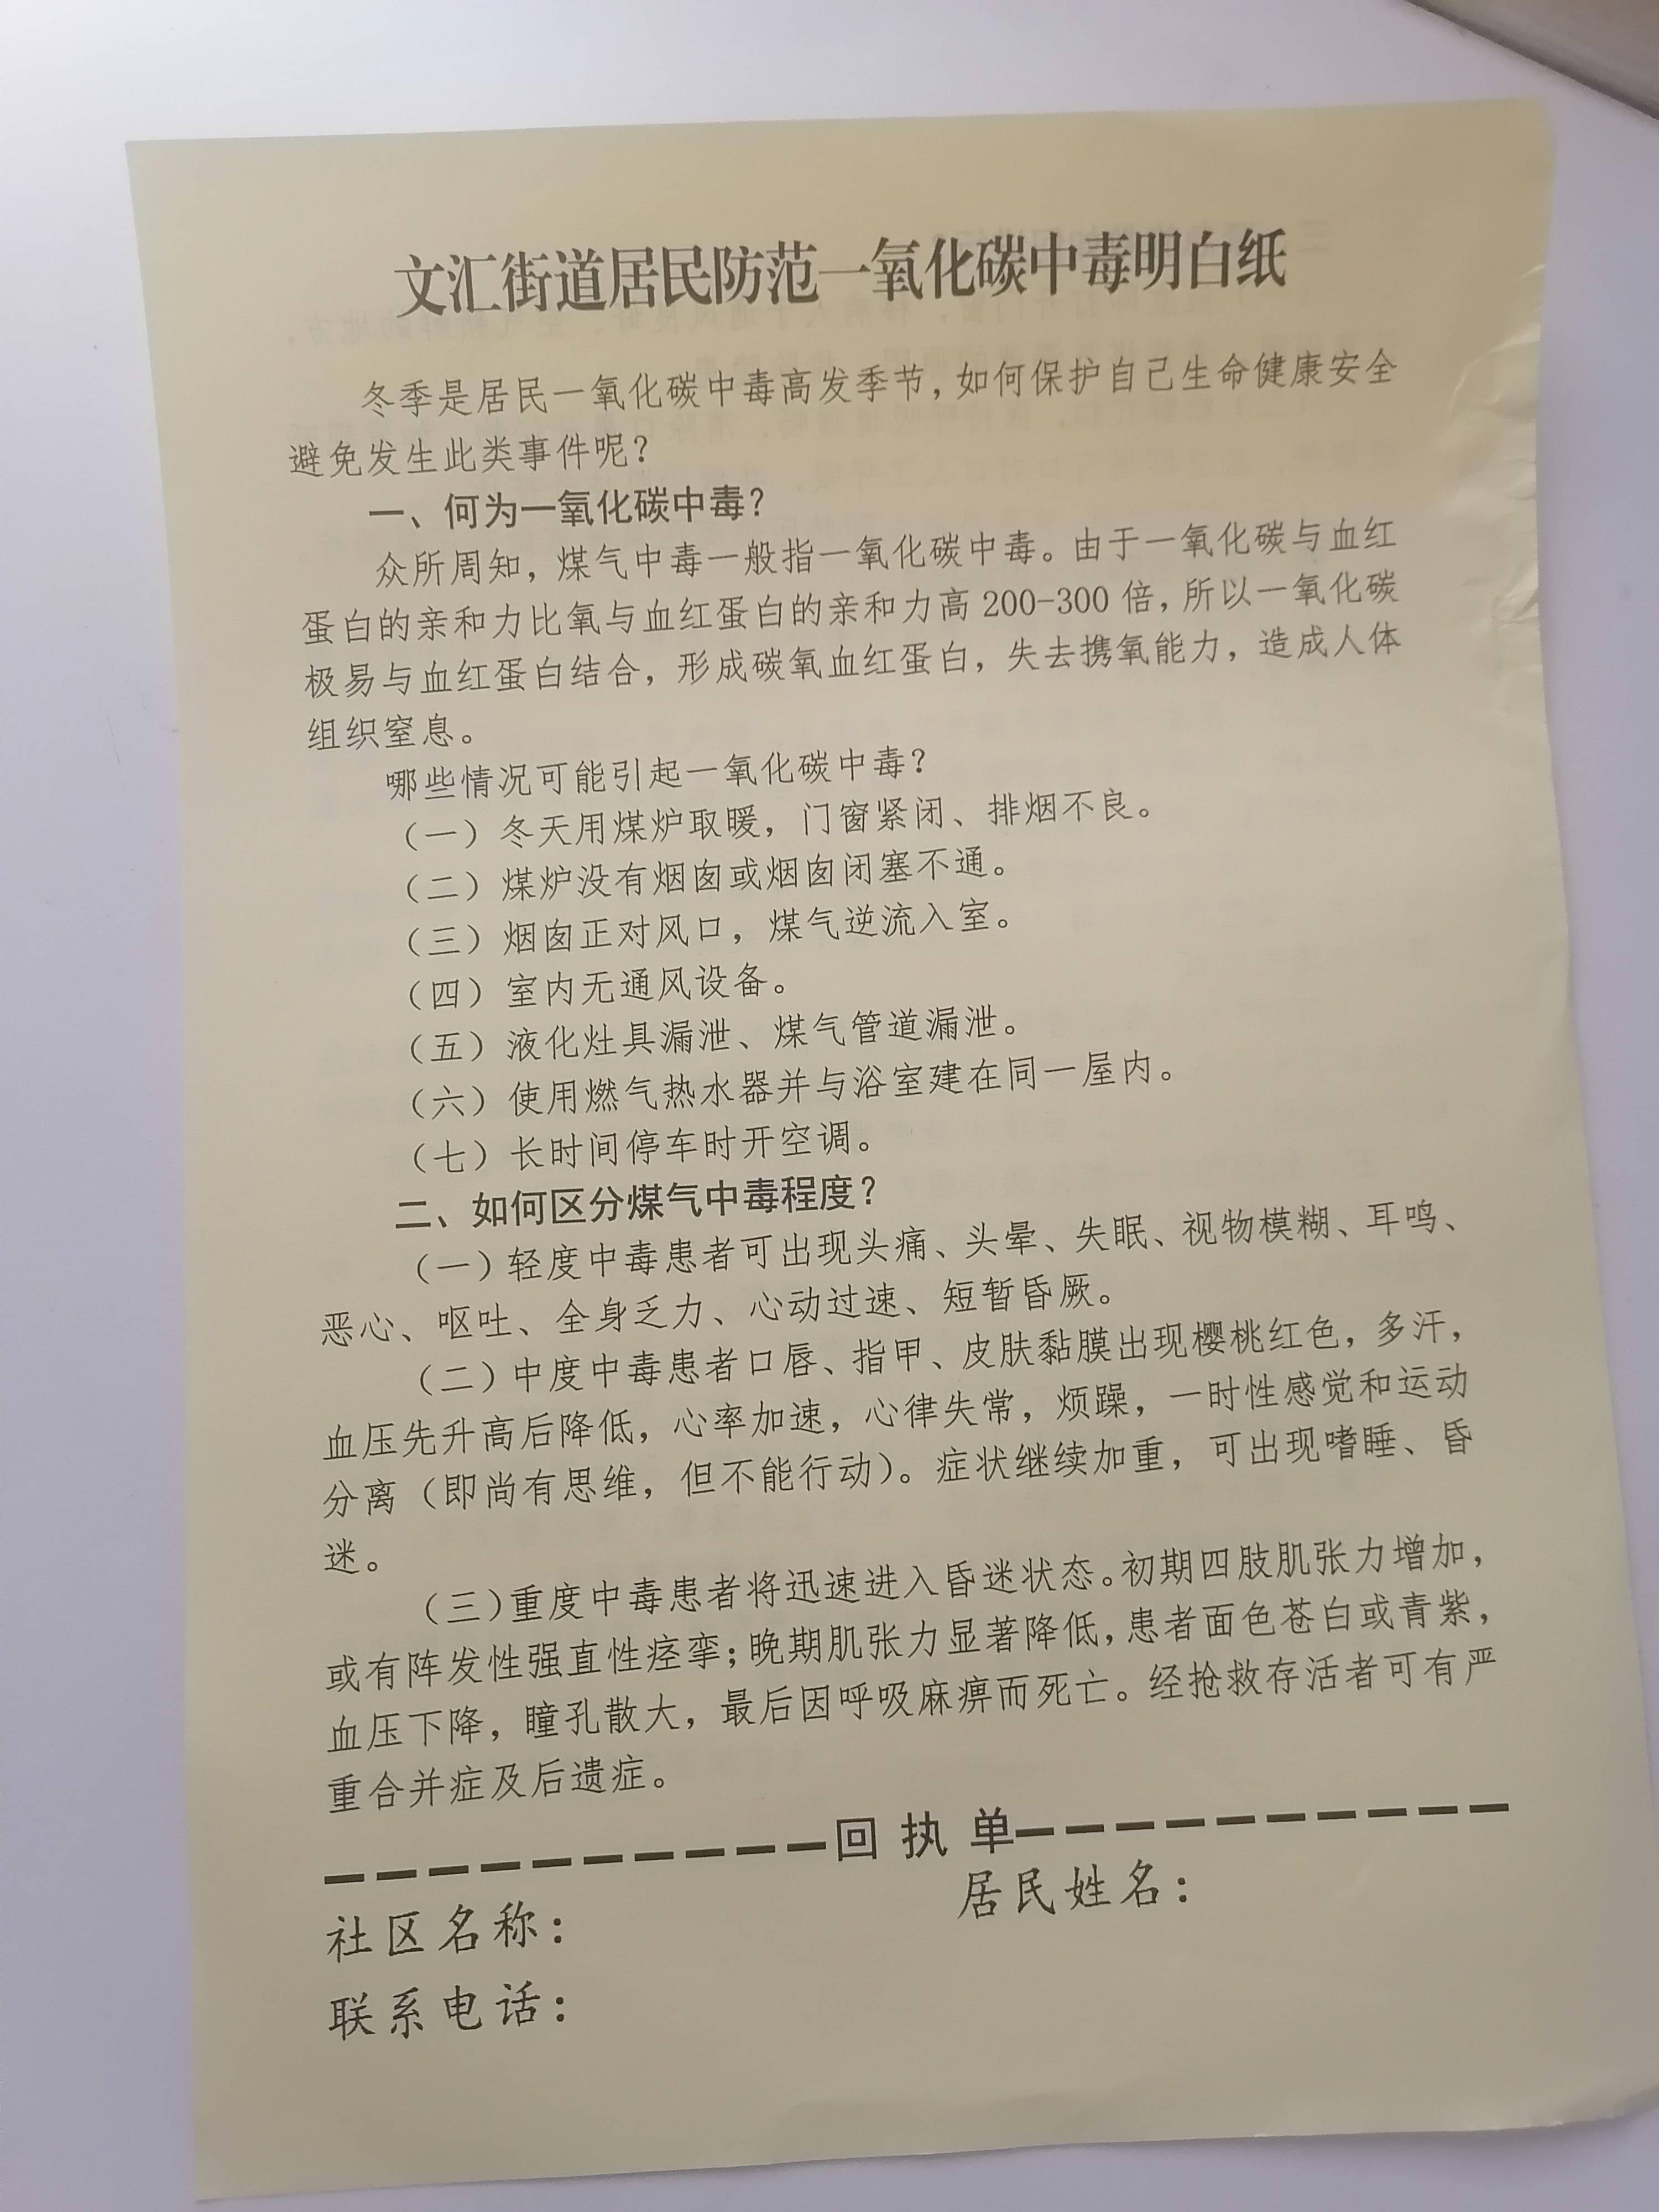 文汇街道居民防范一氧化碳中毒明白纸
冬季是居民一氧化碳中毒高发季节，如何保护自己生命健康安全
避免发生此类事件呢？
一、何为一氧化碳中毒？
众所周知，煤气中毒一般指一氧化碳中毒。由于一氧化碳与血红
蛋白的亲和力比氧与血红蛋白的亲和力高200-300倍，所以一氧化碳
极易与血红蛋白结合，形成碳氧血红蛋白，失去携氧能力，造成人体
组织窒息。
哪些情况可能引起一氧化碳中毒？
（一）冬天用煤炉取暖，门窗紧闭、排烟不良。
（二）煤炉没有烟囱或烟囱闭塞不通。
（三）烟囱正对风口，煤气逆流入室。
（四）室内无通风设备。
（五）液化灶具漏泄、煤气管道漏泄。
（六）使用燃气热水器并与浴室建在同一屋内。
（七）长时间停车时开空调。
二、如何区分煤气中毒程度？
（一）轻度中毒患者可出现头痛、头晕、失眠、视物模糊、耳鸣、
恶心、呕吐、全身乏力、心动过速、短暂昏厥。
（二）中度中毒患者口唇、指甲、皮肤黏膜出现樱桃红色，多汗，
血压先升高后降低，心率加速，心律失常，烦躁，一时性感觉和运动
分离（即尚有思维，但不能行动）。症状继续加重，可出现嗜睡、昏
迷。
（三）重度中毒患者将迅速进入昏迷状态。初期四肢肌张力增加，
或有阵发性强直性痉挛；晚期肌张力显著降低，患者面色苍白或青紫，
血压下降，瞳孔散大，最后因呼吸麻痹而死亡。经抢救存活者可有严
重合并症及后遗症。
回 执 单
社区名称： 居民姓名：
联系电话：